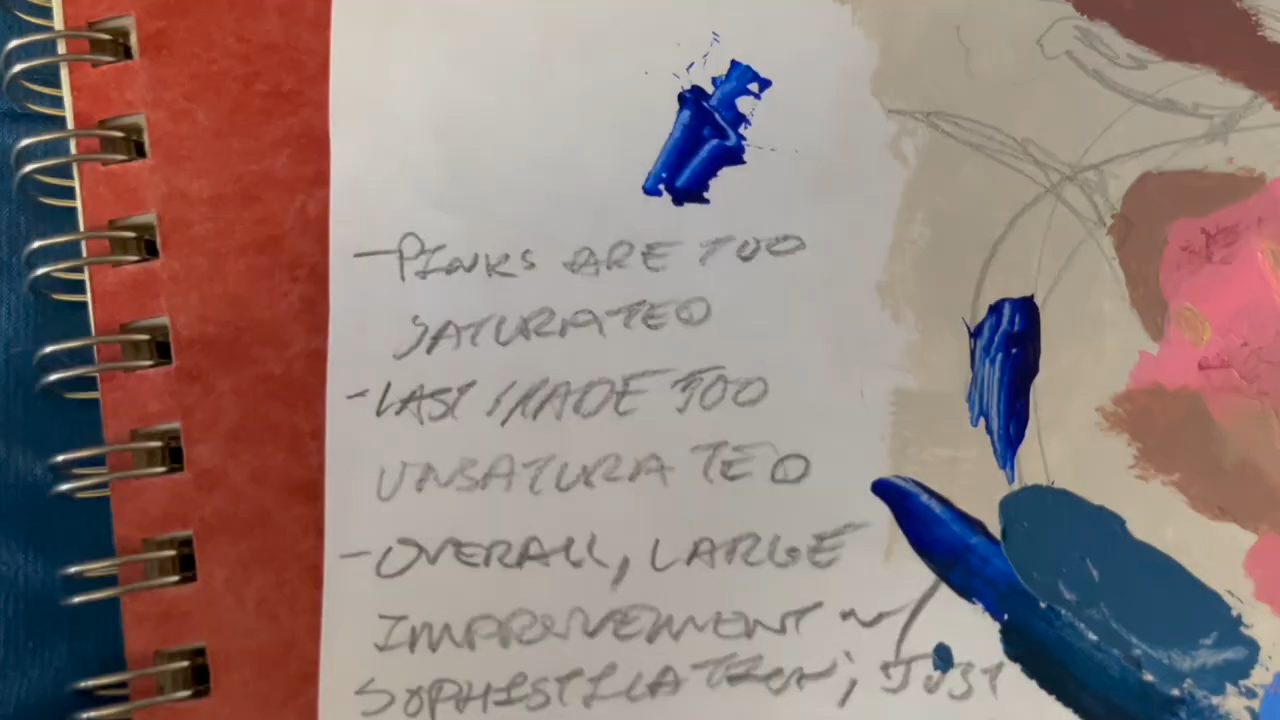 - PINKS ARE TOO
SATURATED
- LAST MADE TOO
UNSATURATED
- OVERALL, LARGE
IMPROVEMENT w/
SOPHISTICATION; JUST